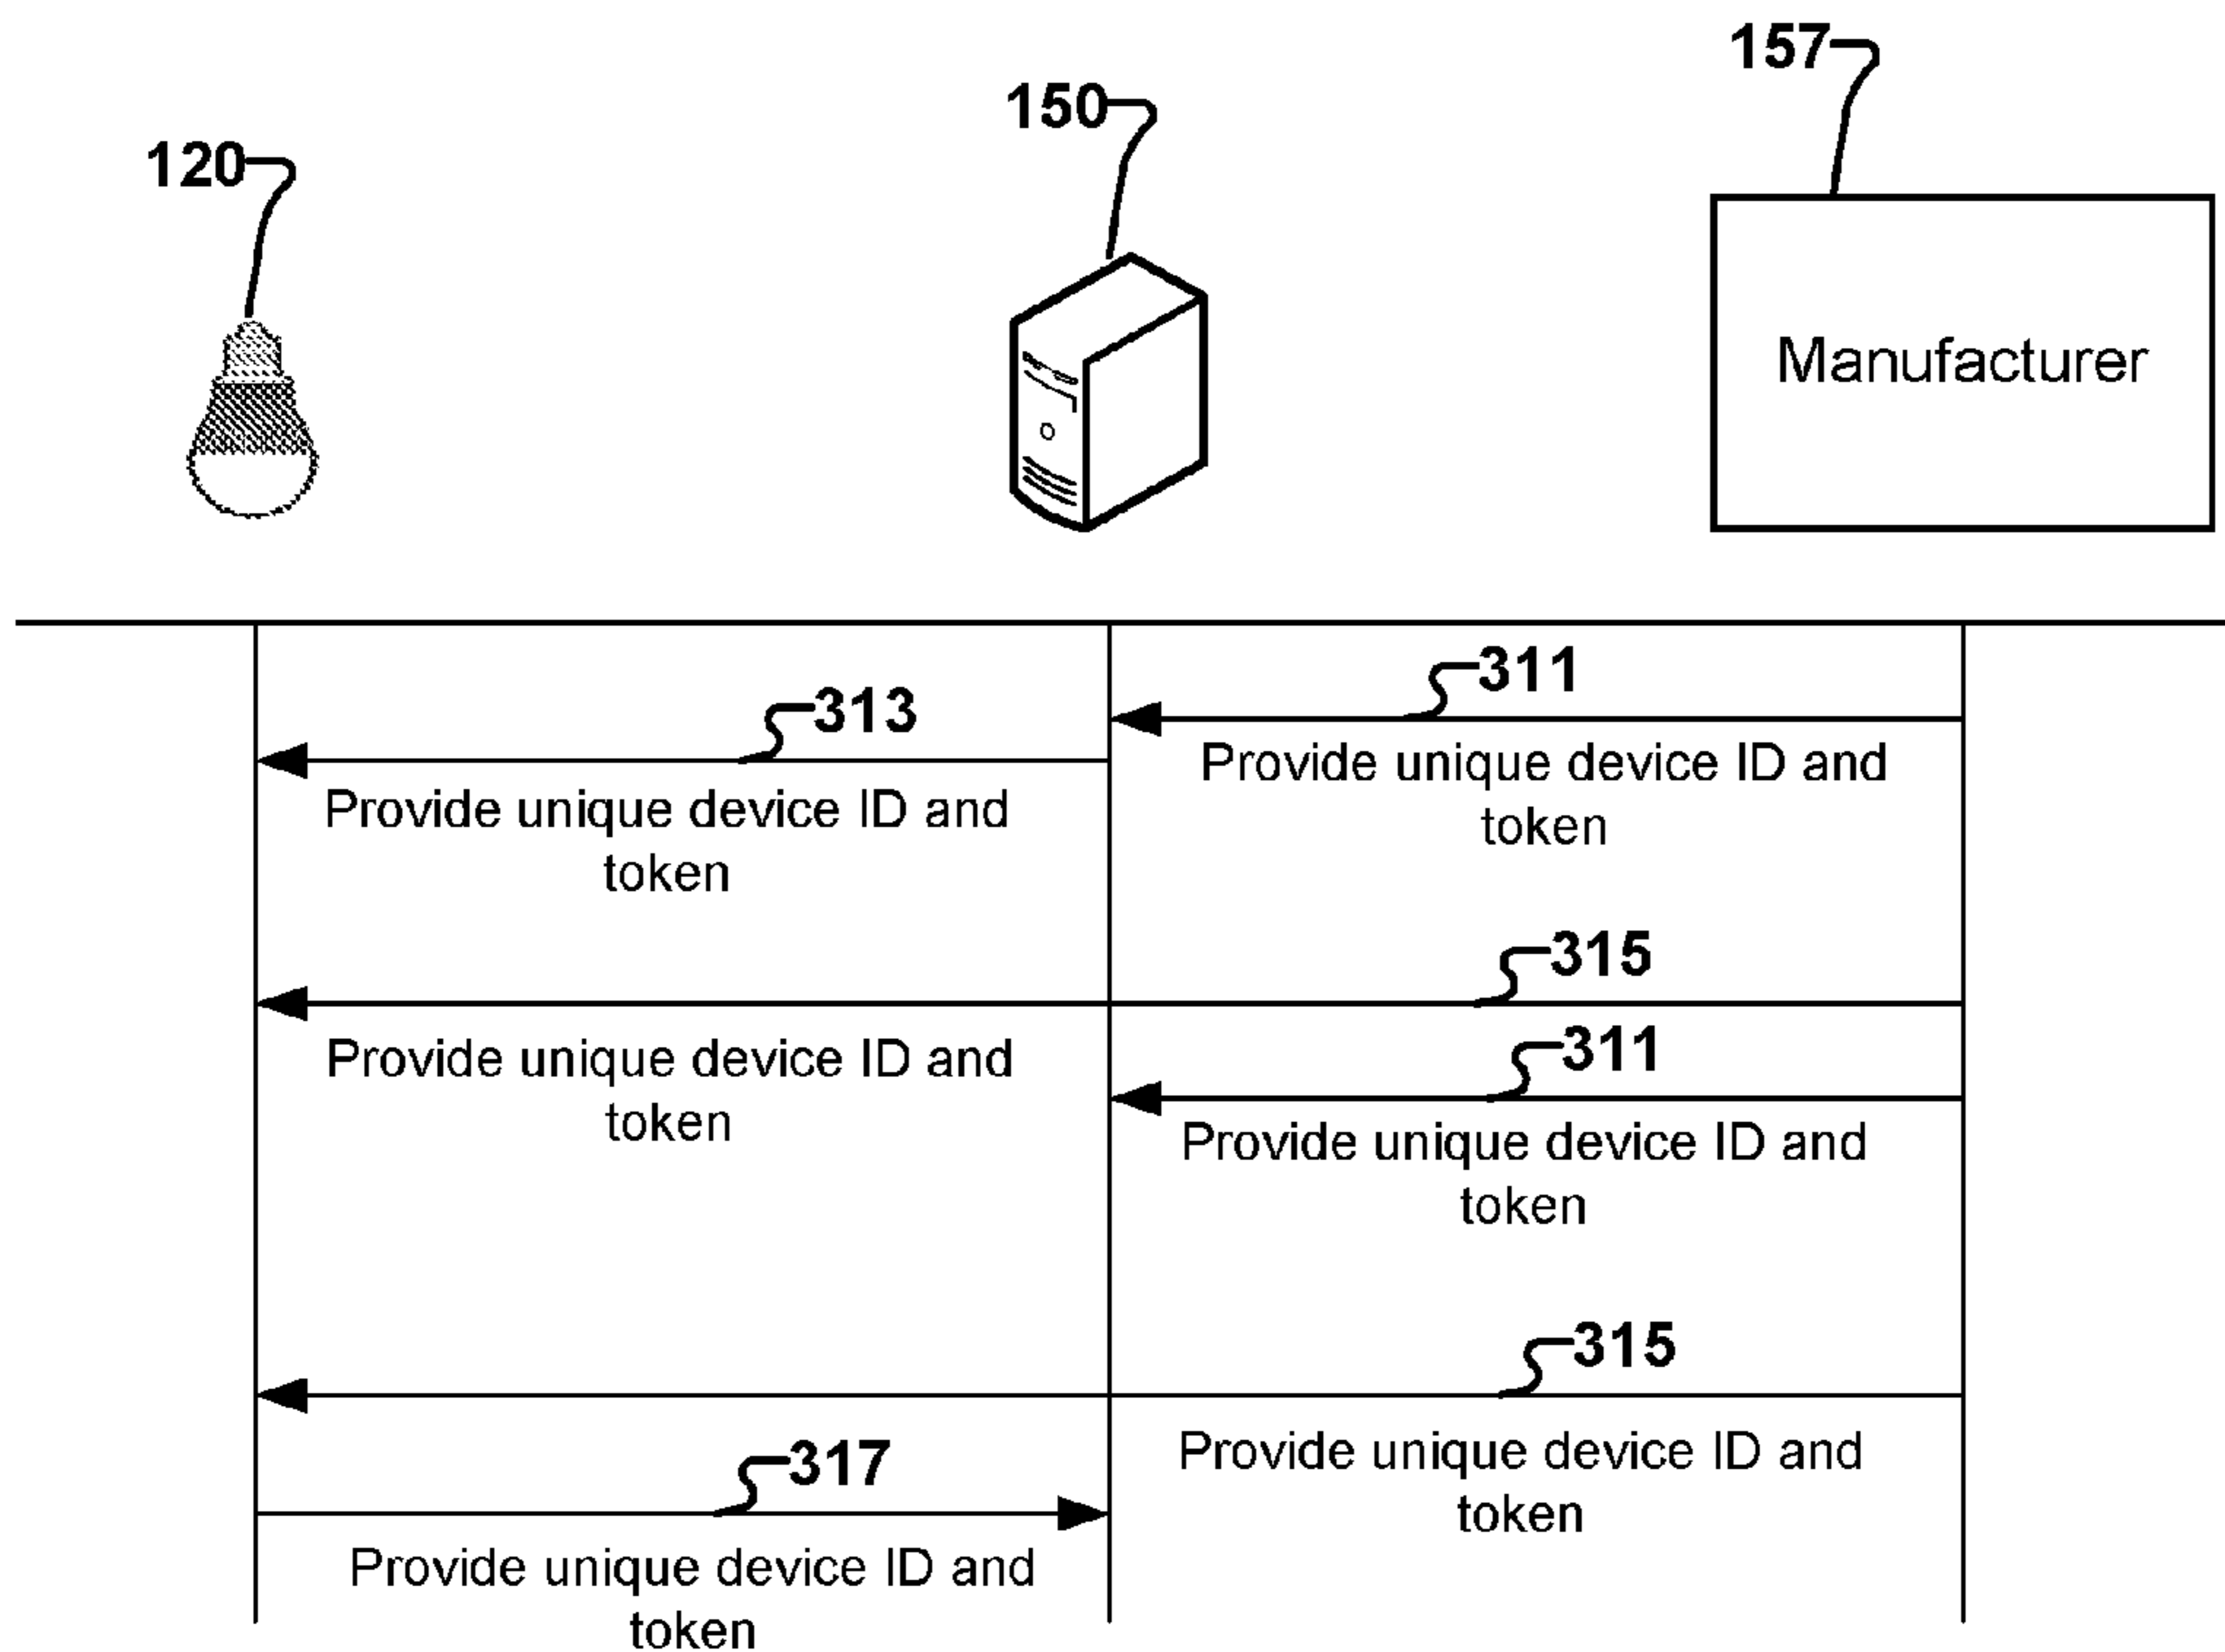 157
150
120
Manufacturer
311
313
Provide unique device ID and
token
Provide unique device ID and
token
315
311
Provide unique device ID and
token
Provide unique device ID and
token
315
317
Provide unique device ID and
token
Provide unique device ID and
token